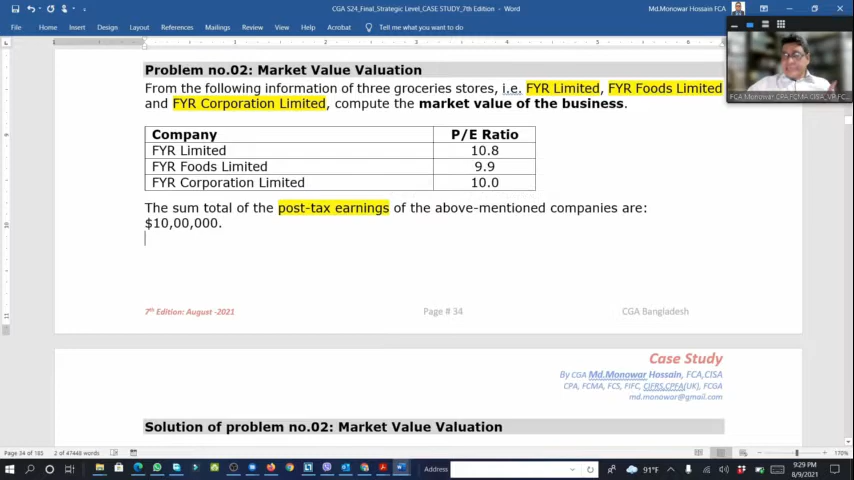 CGA S24_Final_Strategic Level_CASE STUDY_7th Edition - Word
Md.Monowar Hossain FCA
File Home Insert Design Layout References Mailings Review View Help Acrobat Tell me what you want to do
Problem no.02: Market Value Valuation
From the following information of three groceries stores, i.e. FYR Limited, FYR Foods Limited
and FYR Corporation Limited, compute the market value of the business.
Company P/E Ratio
FYR Limited 10.8
FYR Foods Limited 9.9
FYR Corporation Limited 10.0
The sum total of the post-tax earnings of the above-mentioned companies are:
$10,00,000.
7th Edition: August -2021 Page # 34 CGA Bangladesh
Case Study
By CGA Md.Monowar Hossain, FCA,CISA
CPA, FCMA, FCS, FIFC, CIFRS,CPFA(UK), FCGA
md.monowar@gmail.com
Solution of problem no.02: Market Value Valuation
Page 34 of 185 2 of 47448 words 170%
Address 91°F 9:29 PM
8/9/2021